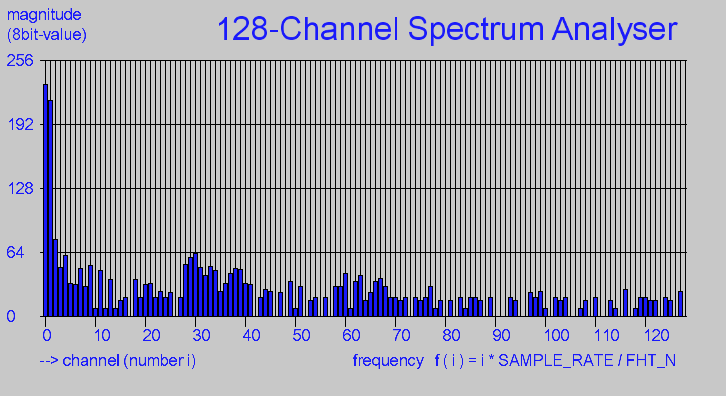 magnitude
(8bit-value)
128-Channel Spectrum Analyser
256
192
128
64
0
0 10 20 30 40 50 60 70 80 90 100 110 120
--> channel (number i)
frequency f ( i ) = i * SAMPLE_RATE / FHT_N